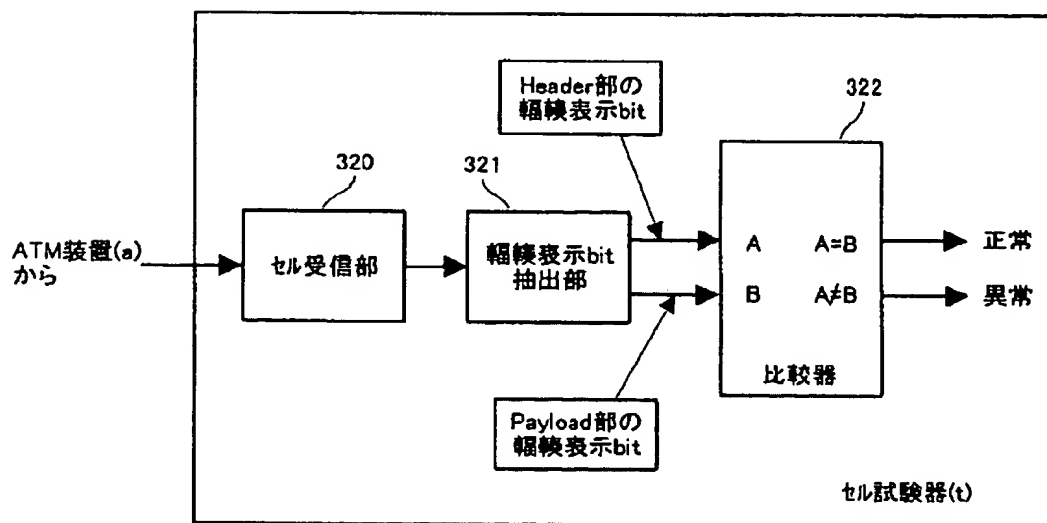 Header部の
輻輳表示bit
322
320
321
ATM装置(a)
から
セル受信部
輻輳表示bit
抽出部
A
A=B
正常
B
A≠B
異常
比較器
Payload部の
輻輳表示bit
セル試験器(t)